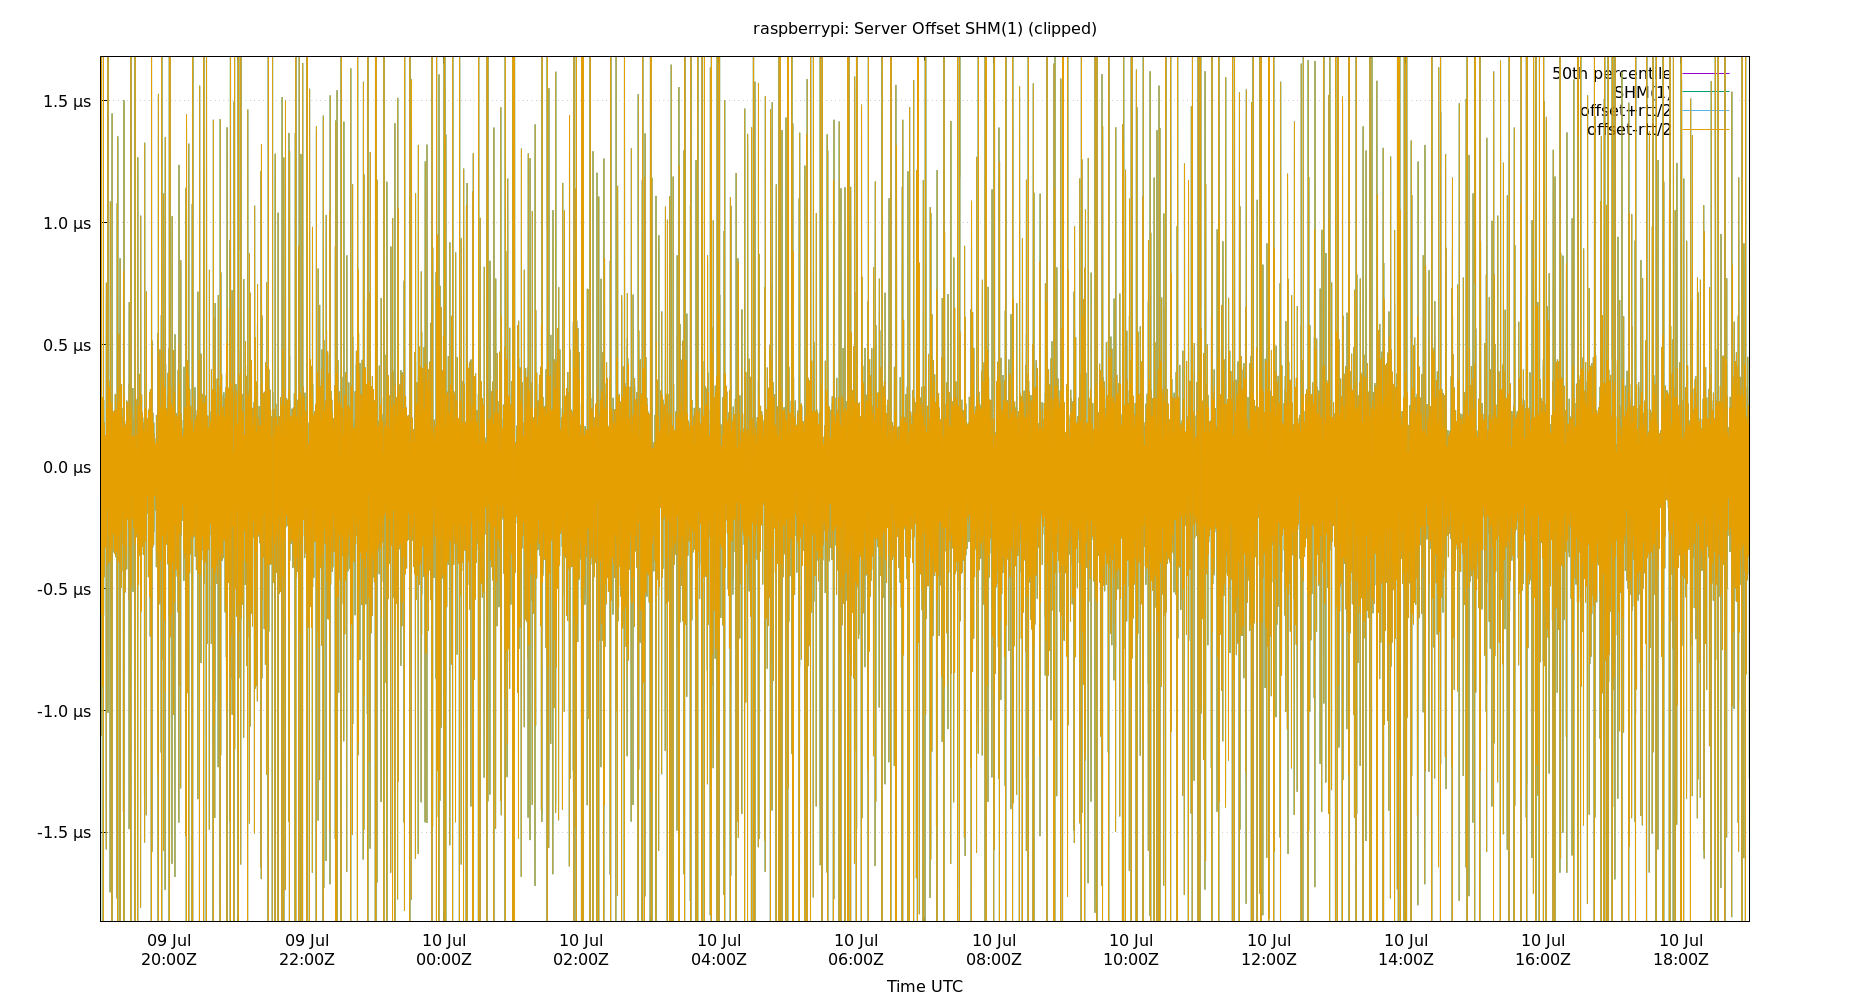 raspberrypi: Server Offset SHM(1) (clipped)
50th percentile
SHM(1)
offset+rtt/2
offset-rtt/2
1.5 µs
1.0 µs
0.5 µs
0.0 µs
-0.5 µs
-1.0 µs
-1.5 µs
09 Jul 09 Jul 10 Jul 10 Jul 10 Jul 10 Jul 10 Jul 10 Jul 10 Jul 10 Jul 10 Jul 10 Jul
20:00Z 22:00Z 00:00Z 02:00Z 04:00Z 06:00Z 08:00Z 10:00Z 12:00Z 14:00Z 16:00Z 18:00Z
Time UTC